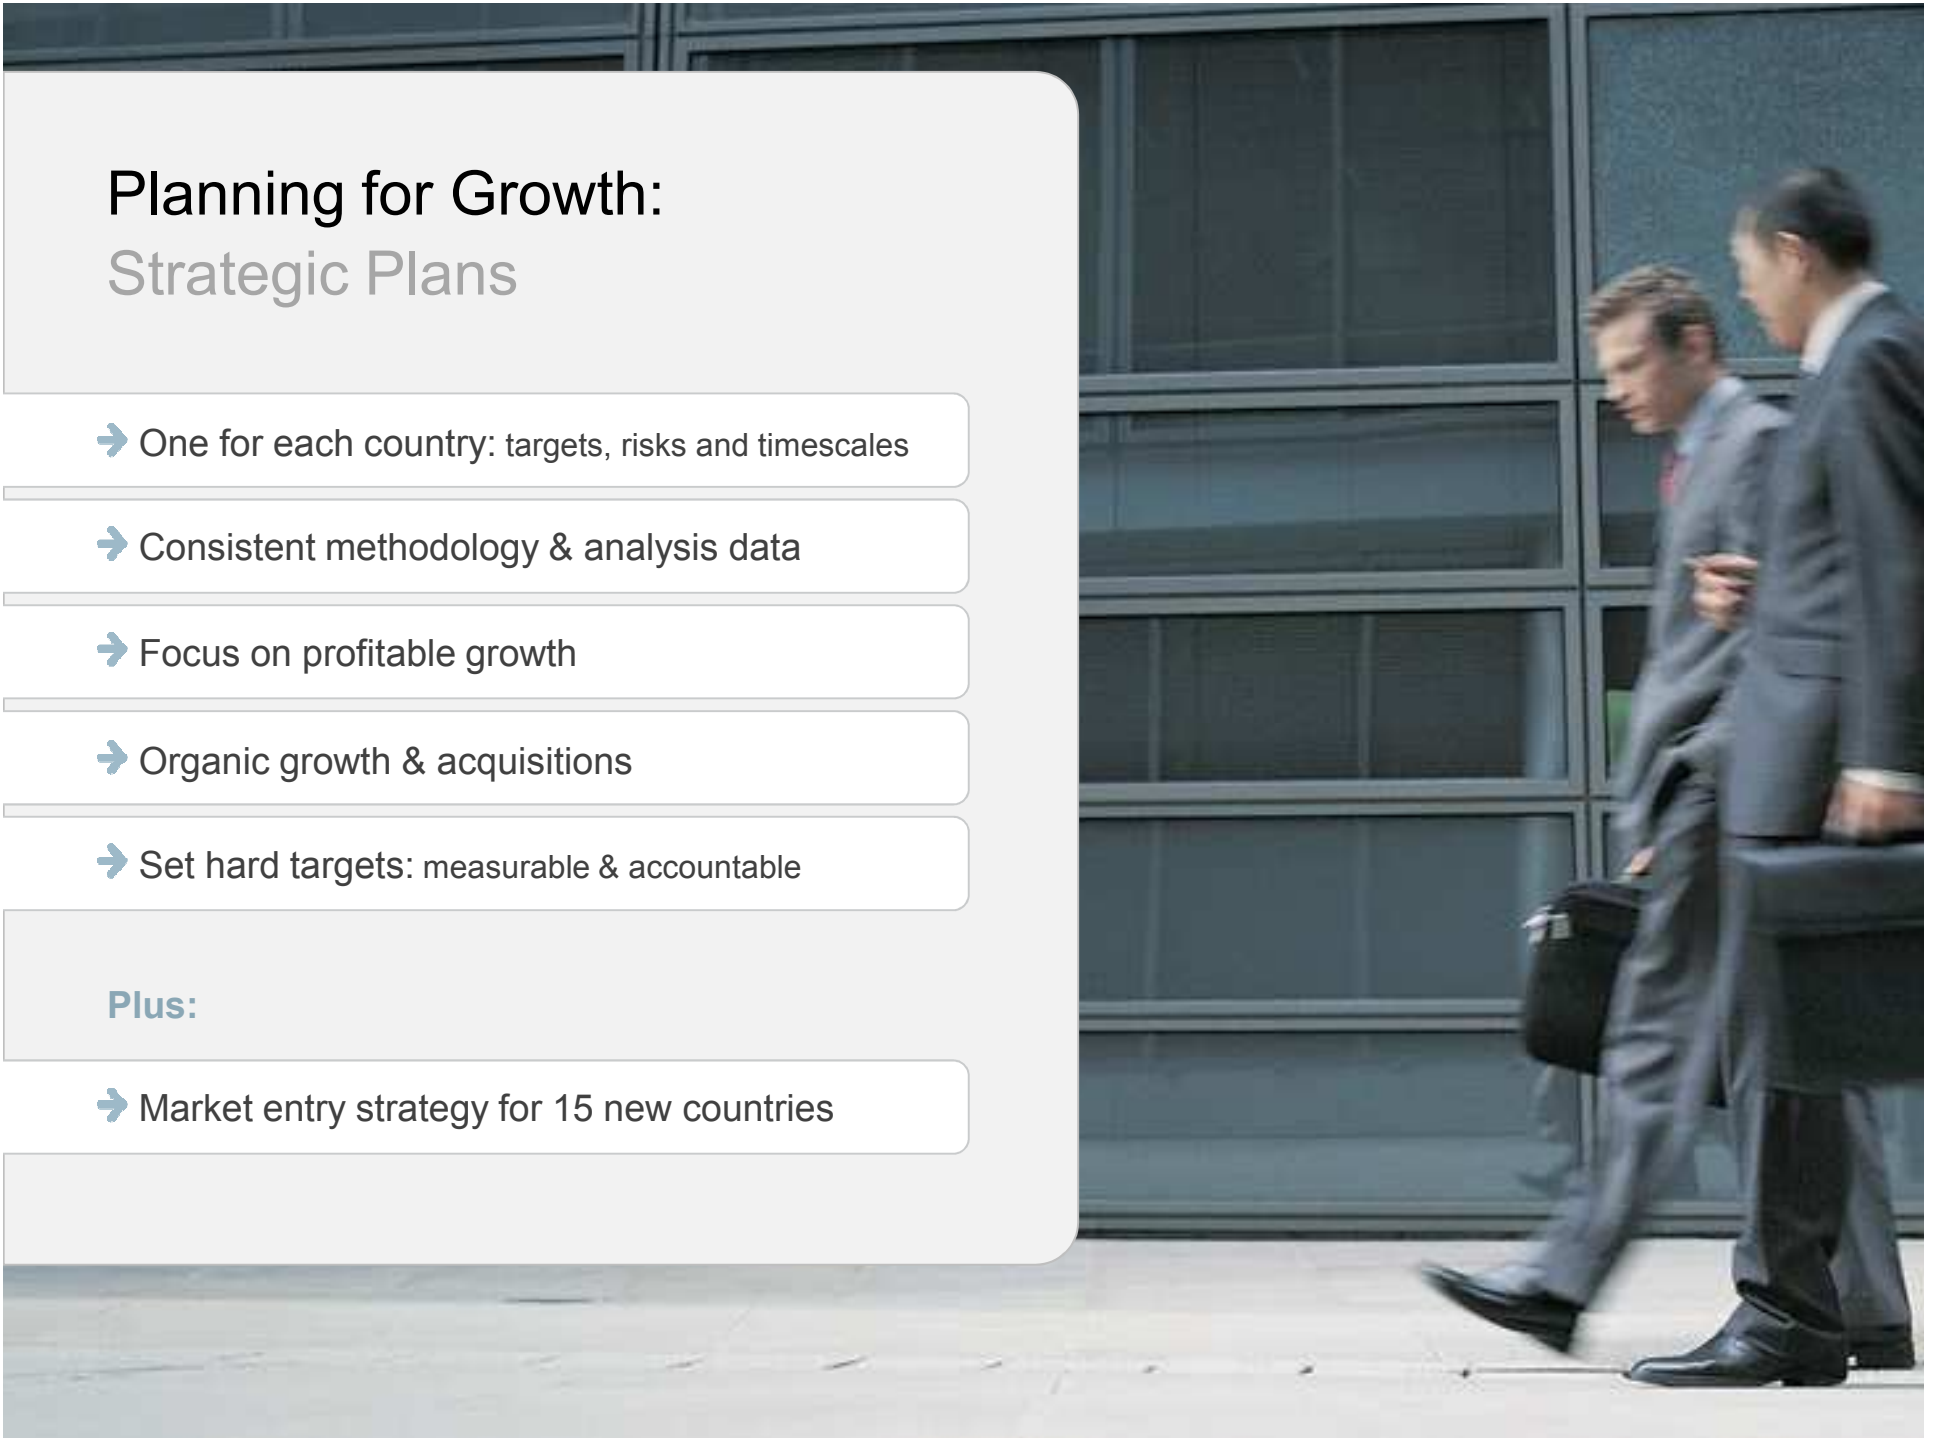 Planning for Growth:
Strategic Plans
One for each country: targets, risks and timescales
Consistent methodology & analysis data
Focus on profitable growth
Organic growth & acquisitions
Set hard targets: measurable & accountable
Plus:
Market entry strategy for 15 new countries